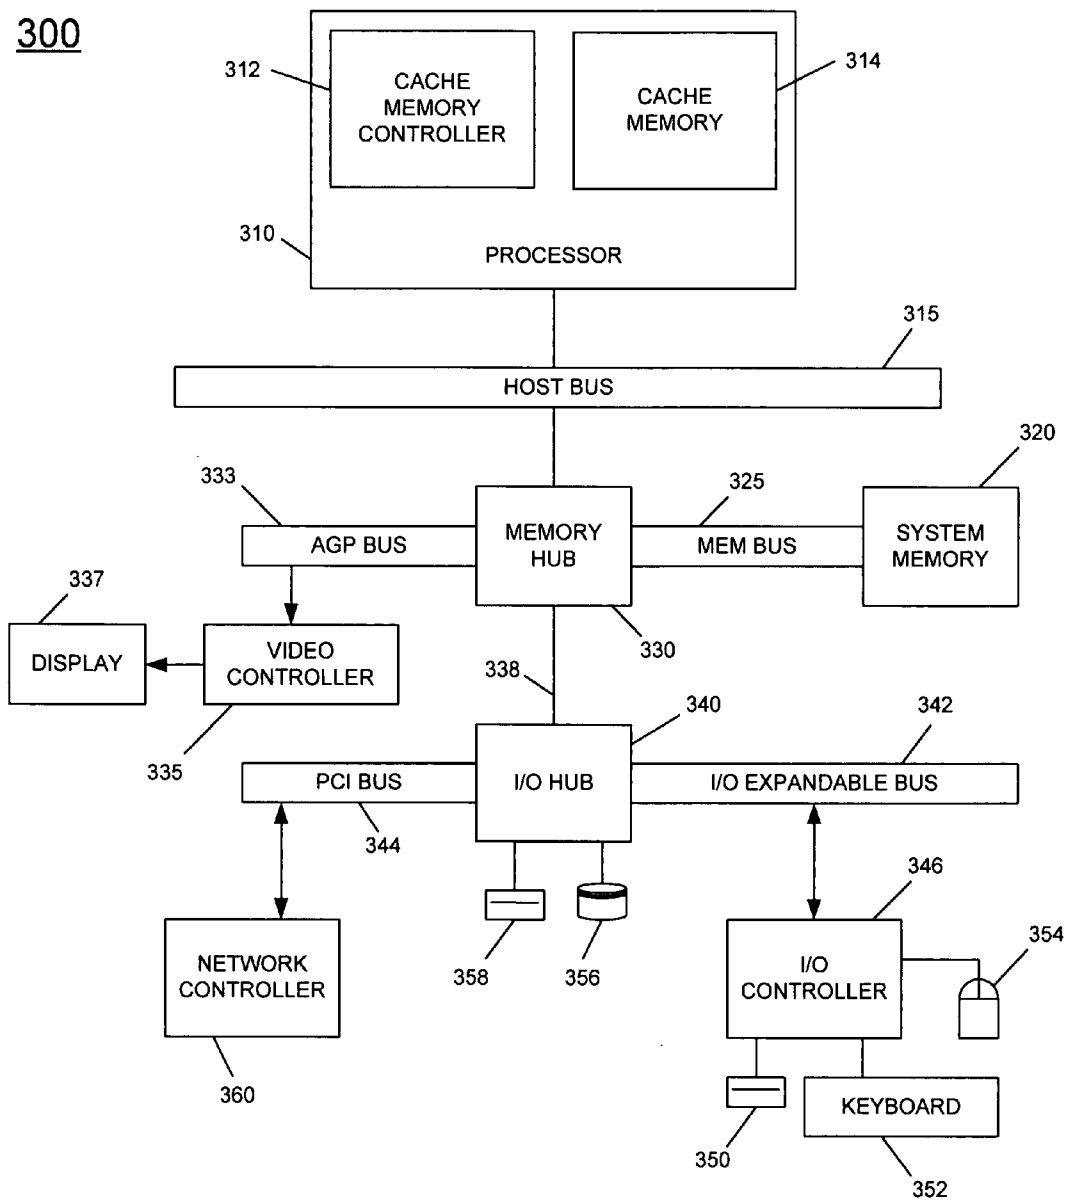 300
312
CACHE
MEMORY
CONTROLLER
CACHE
MEMORY
314
310
PROCESSOR
315
HOST BUS
320
333
325
AGP BUS
MEMORY
HUB
MEM BUS
SYSTEM
MEMORY
337
DISPLAY
VIDEO
CONTROLLER
330
338
335
340
342
PCI BUS
I/O HUB
I/O EXPANDABLE BUS
344
346
358
356
354
NETWORK
CONTROLLER
I/O
CONTROLLER
360
350
KEYBOARD
352